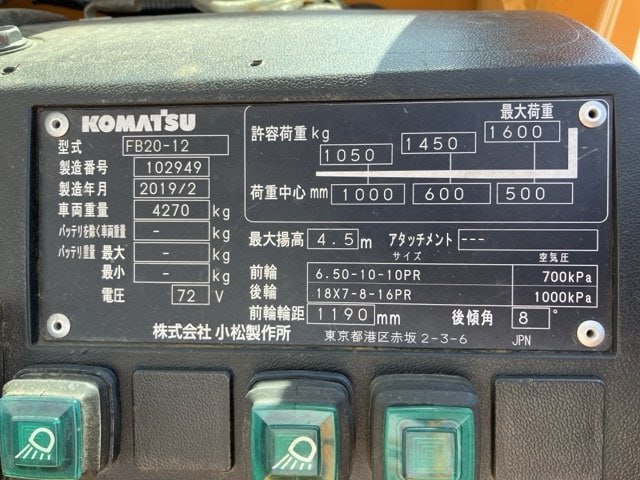 KOMATSU
型式 FB20-12
製造番号 102949
製造年月 2019/2
車両重量 4270 kg
バッテリを除く車両重量 - kg
バッテリ重量 最大 - kg
最小 - kg
電圧 72 V
最大荷重
許容荷重 kg 1050 1450 1600
荷重中心 mm 1000 600 500
最大揚高 4.5 m アタッチメント ---
サイズ 空気圧
前輪 6.50-10-10PR 700kPa
後輪 18X7-8-16PR 1000kPa
前輪輪距 1190 mm 後傾角 8 °
株式会社 小松製作所 東京都港区赤坂2-3-6 JPN